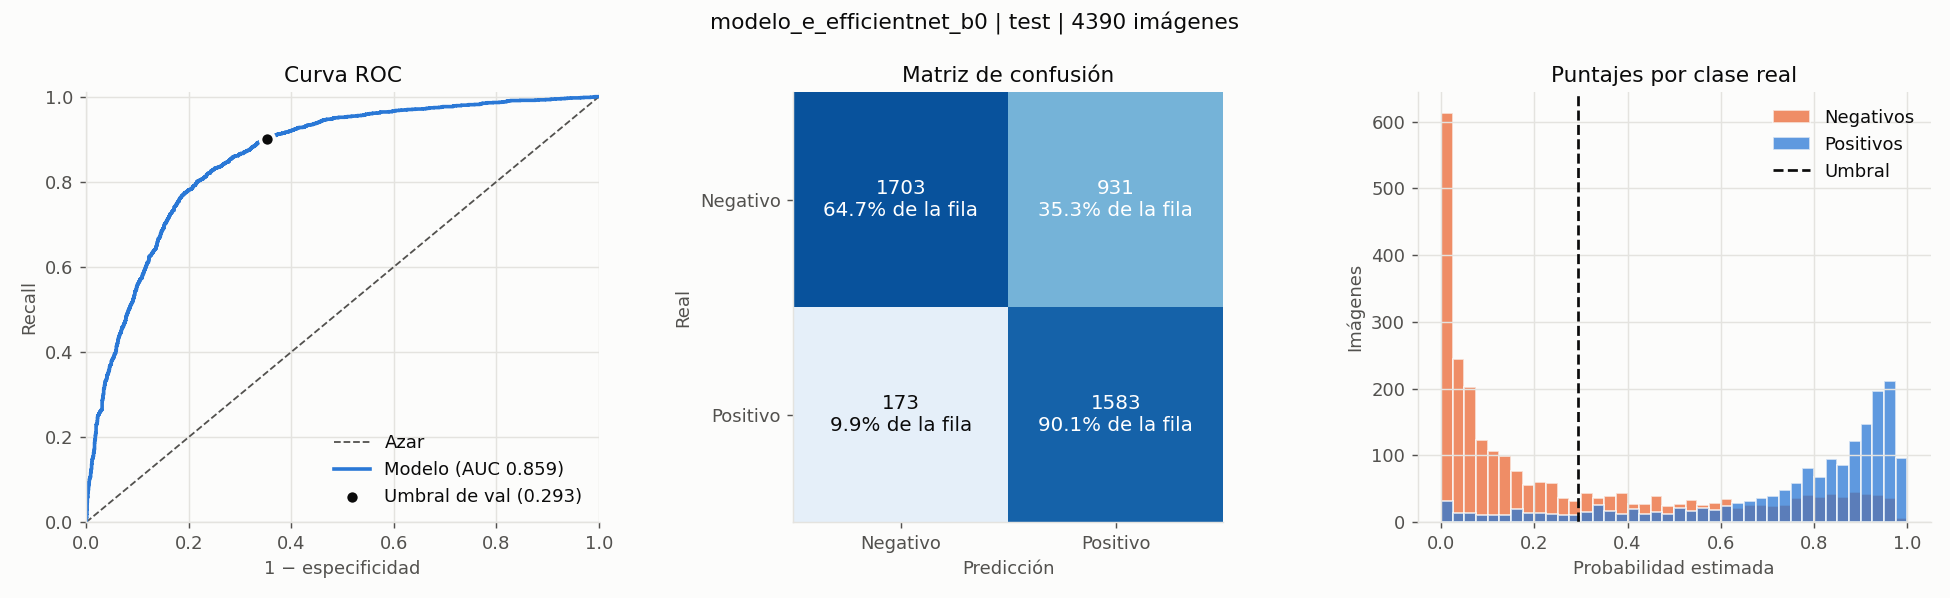 modelo_e_efficientnet_b0 | test | 4390 imágenes
Curva ROC
1.0
0.8
0.6
0.4
0.2
0.0
Recall
0.0 0.2 0.4 0.6 0.8 1.0
1 − especificidad
Azar
Modelo (AUC 0.859)
Umbral de val (0.293)
Matriz de confusión
Real
Negativo
Positivo
1703
64.7% de la fila
931
35.3% de la fila
173
9.9% de la fila
1583
90.1% de la fila
Negativo Positivo
Predicción
Puntajes por clase real
Imágenes
600
500
400
300
200
100
0
Negativos
Positivos
Umbral
0.0 0.2 0.4 0.6 0.8 1.0
Probabilidad estimada